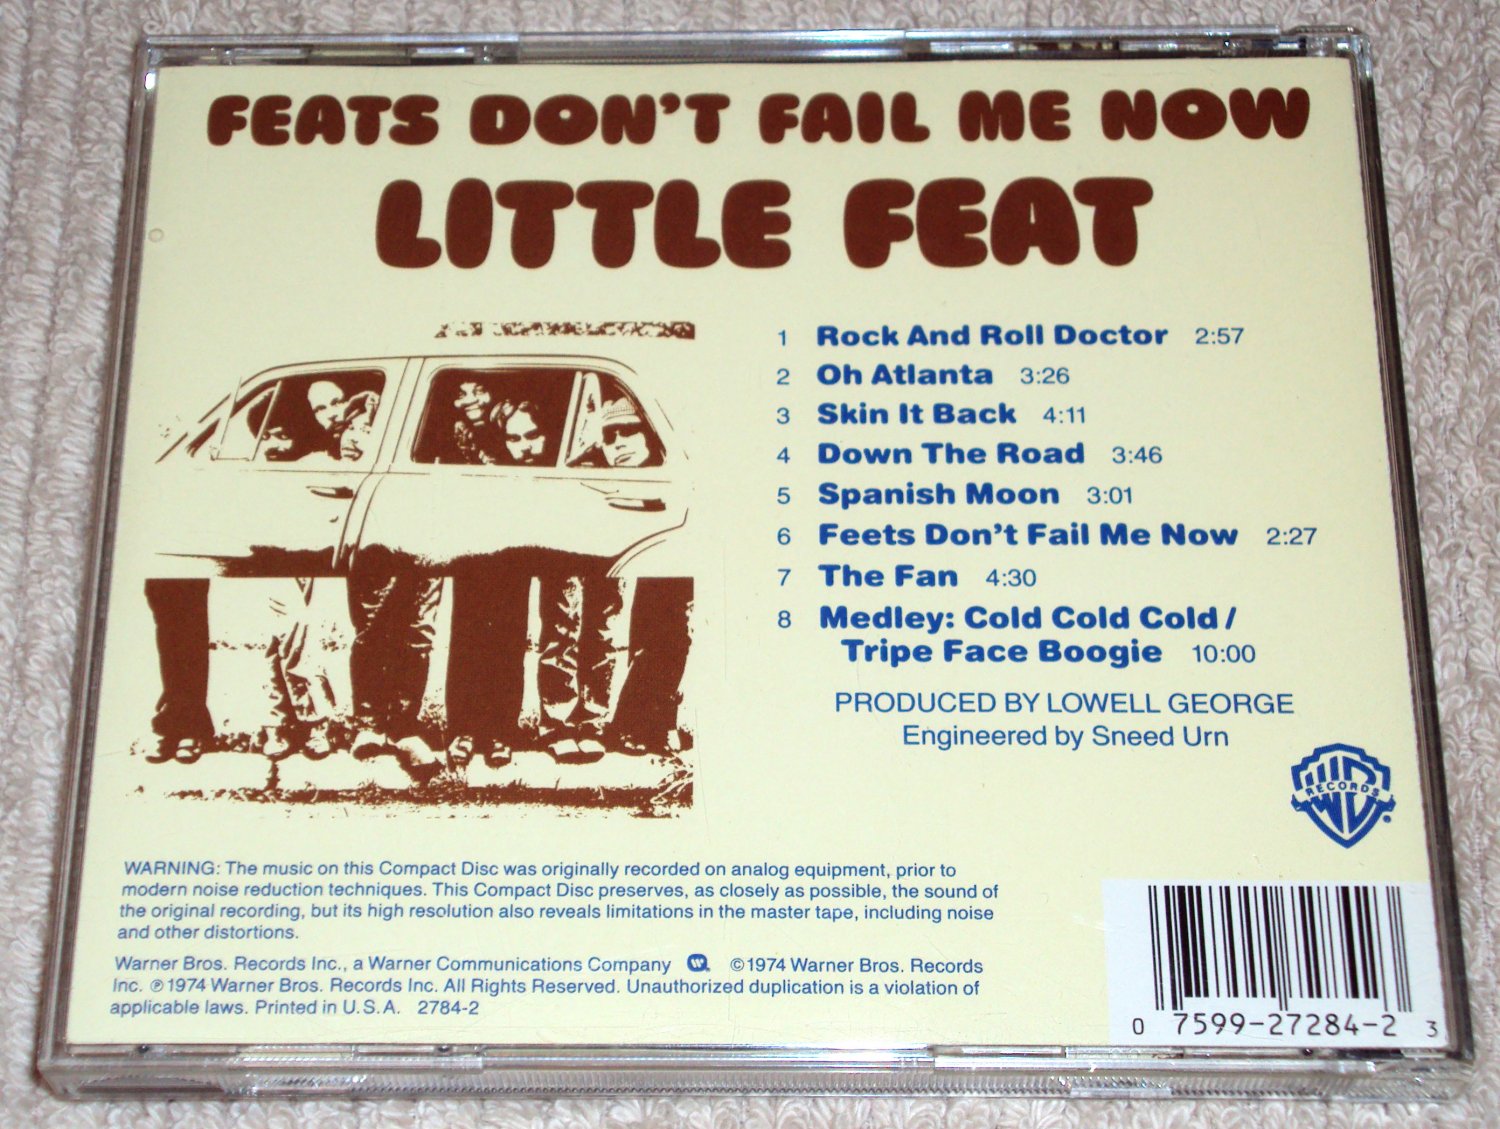 FEATS DON'T FAIL ME NOW
LITTLE FEAT
1 Rock And Roll Doctor 2:57
2 Oh Atlanta 3:26
3 Skin It Back 4:11
4 Down The Road 3:46
5 Spanish Moon 3:01
6 Feets Don't Fail Me Now 2:27
7 The Fan 4:30
8 Medley: Cold Cold Cold /
Tripe Face Boogie 10:00
PRODUCED BY LOWELL GEORGE
Engineered by Sneed Urn
WB
RECORDS
WARNING: The music on this Compact Disc was originally recorded on analog equipment, prior to
modern noise reduction techniques. This Compact Disc preserves, as closely as possible, the sound of
the original recording, but its high resolution also reveals limitations in the master tape, including noise
and other distortions.
Warner Bros. Records Inc., a Warner Communications Company ©1974 Warner Bros. Records
Inc. ℗1974 Warner Bros. Records Inc. All Rights Reserved. Unauthorized duplication is a violation of
applicable laws. Printed in U.S.A. 2784-2
0 7599-27284-2 3